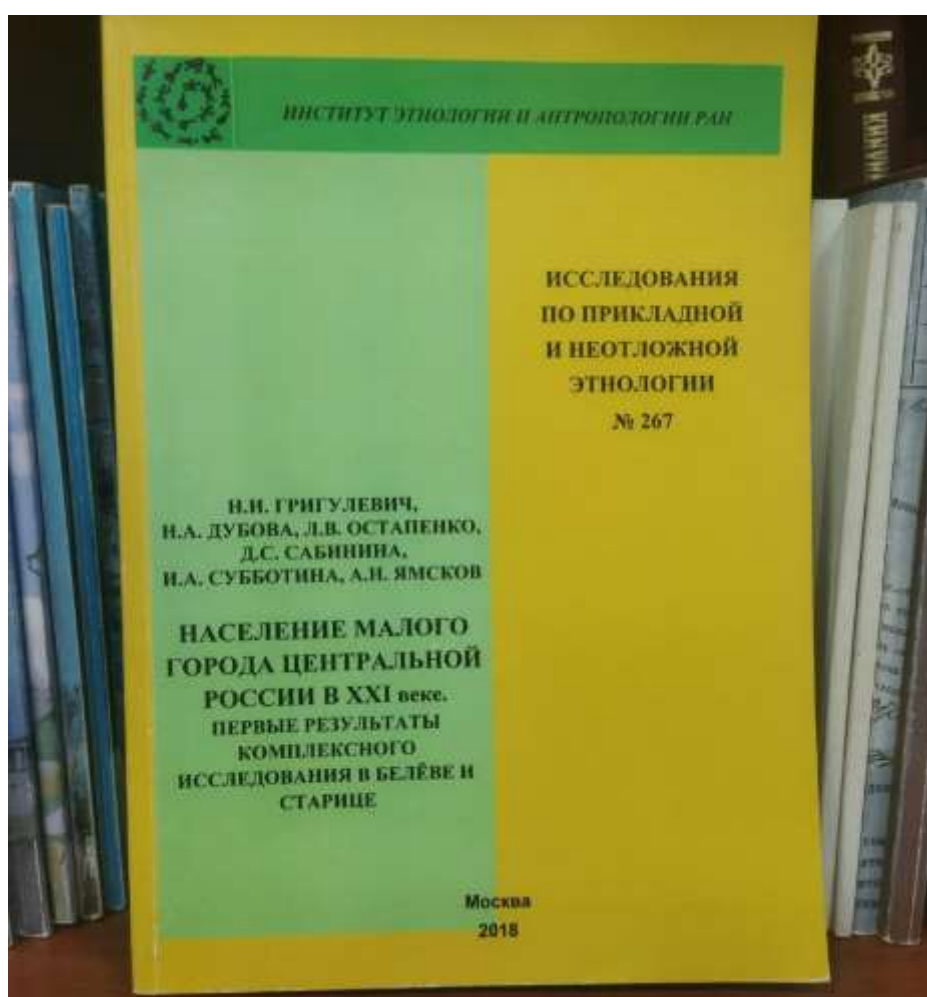 ИНСТИТУТ ЭТНОЛОГИИ И АНТРОПОЛОГИИ РАН
ИССЛЕДОВАНИЯ
ПО ПРИКЛАДНОЙ
И НЕОТЛОЖНОЙ
ЭТНОЛОГИИ
№ 267
Н.И. ГРИГУЛЕВИЧ,
Н.А. ДУБОВА, Л.В. ОСТАПЕНКО,
Д.С. САБИНИНА,
И.А. СУББОТИНА, А.Н. ЯМСКОВ
НАСЕЛЕНИЕ МАЛОГО
ГОРОДА ЦЕНТРАЛЬНОЙ
РОССИИ В XXI веке.
ПЕРВЫЕ РЕЗУЛЬТАТЫ
КОМПЛЕКСНОГО
ИССЛЕДОВАНИЯ В БЕЛЁВЕ И
СТАРИЦЕ
Москва
2018